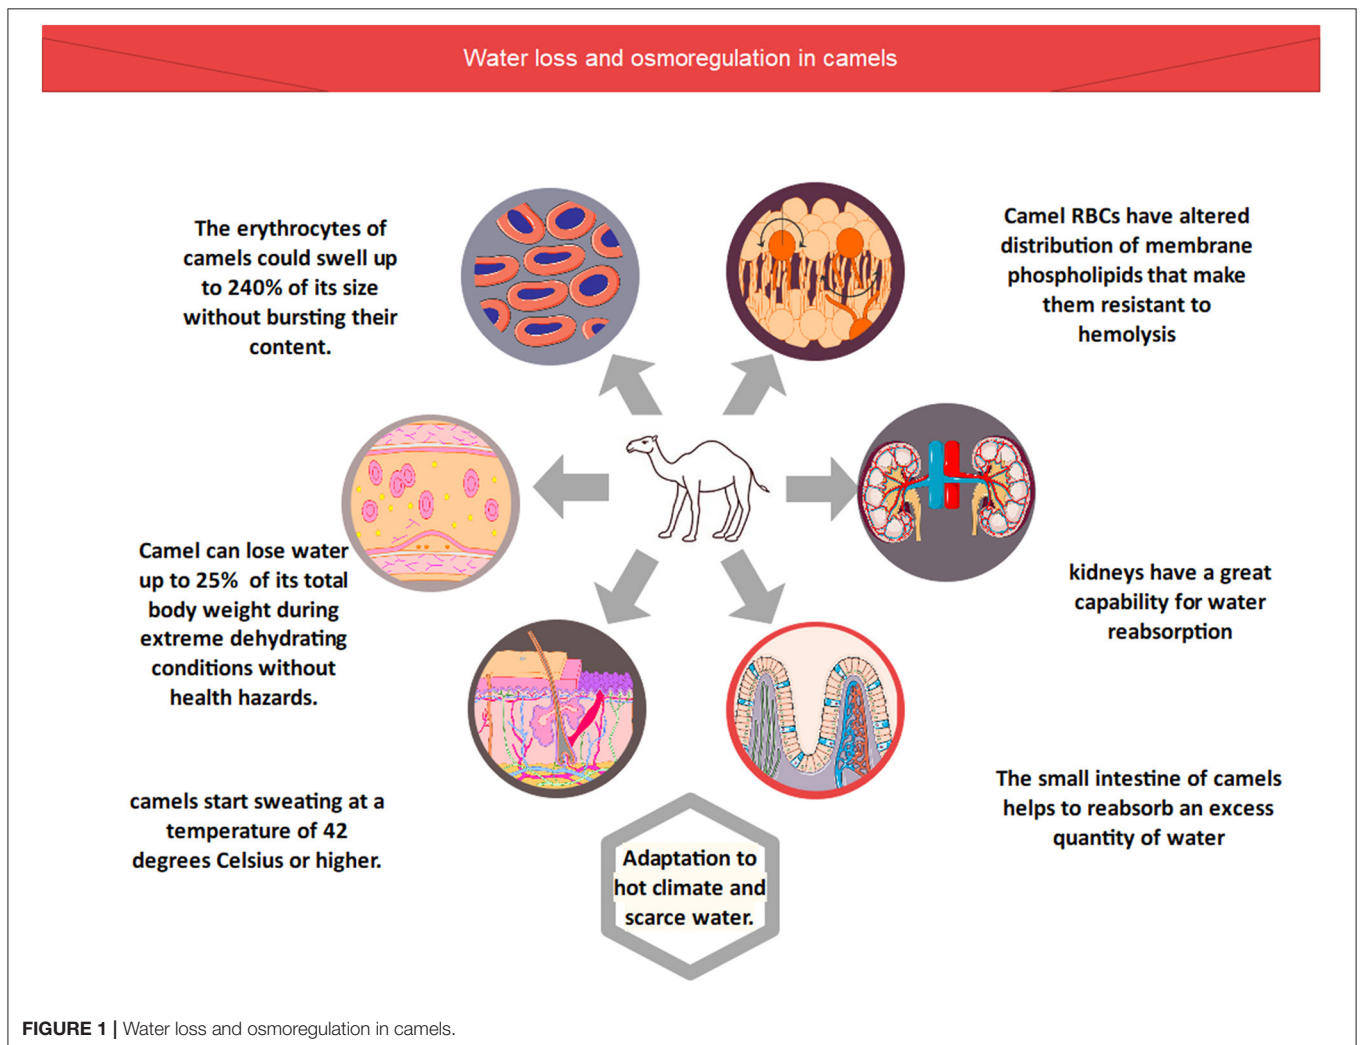 Water loss and osmoregulation in camels
The erythrocytes of
camels could swell up
to 240% of its size
without bursting their
content.
Camel RBCs have altered
distribution of membrane
phospholipids that make
them resistant to
hemolysis
Camel can lose water
up to 25% of its total
body weight during
extreme dehydrating
conditions without
health hazards.
kidneys have a great
capability for water
reabsorption
camels start sweating at a
temperature of 42
degrees Celsius or higher.
The small intestine of camels
helps to reabsorb an excess
quantity of water
Adaptation to
hot climate and
scarce water.
FIGURE 1 | Water loss and osmoregulation in camels.